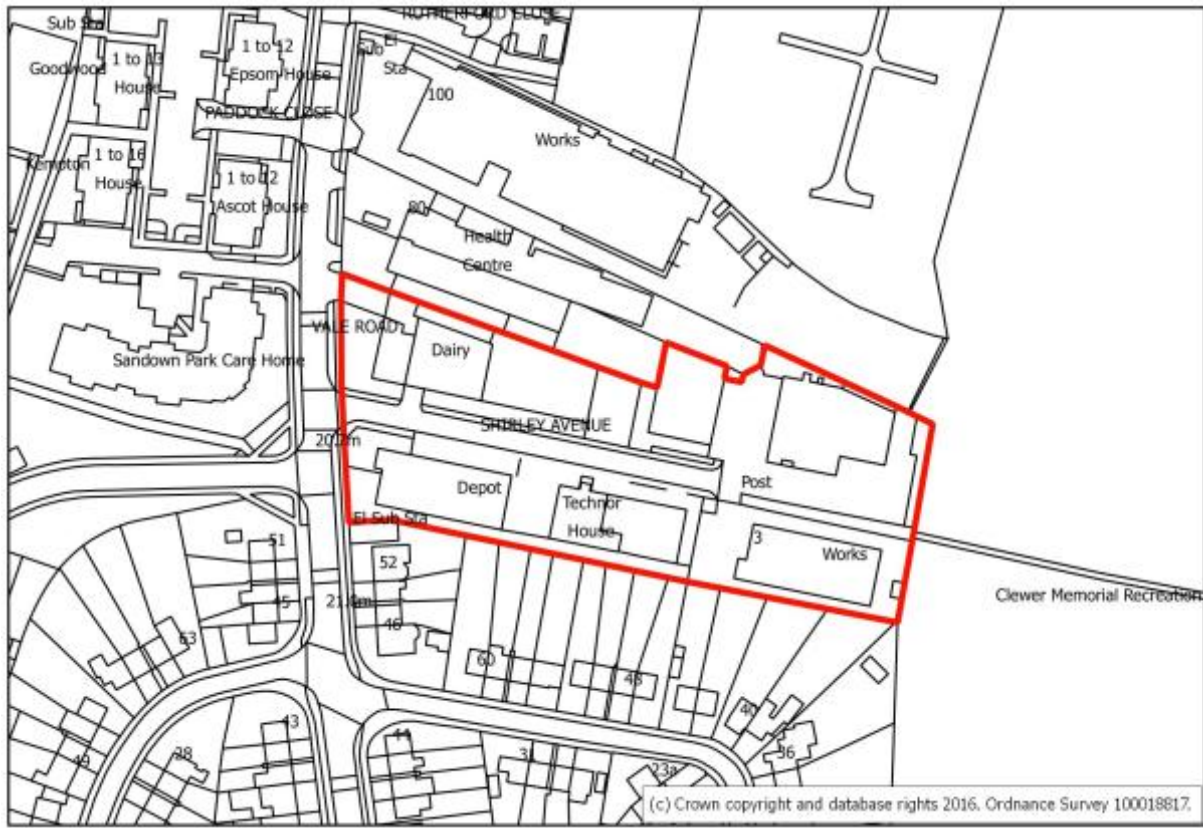 RUTHERFORD CLOSE
Sub Sta
1 to 12
Epsom House
El
Sub
Sta
Goodwood
1 to 13
House
100
PADDOCK CLOSE
Works
Kempton
1 to 16
House
1 to 12
Ascot House
80
Health
Centre
VALE ROAD
Dairy
Sandown Park Care Home
SHIRLEY AVENUE
20.2m
Depot
Post
Technor
House
El Sub Sta
3
Works
51
52
Clewer Memorial Recreation
45
21.0m
46
63
60
48
40
43
44
38
31
36
49
23a
(c) Crown copyright and database rights 2016. Ordnance Survey 100018817.